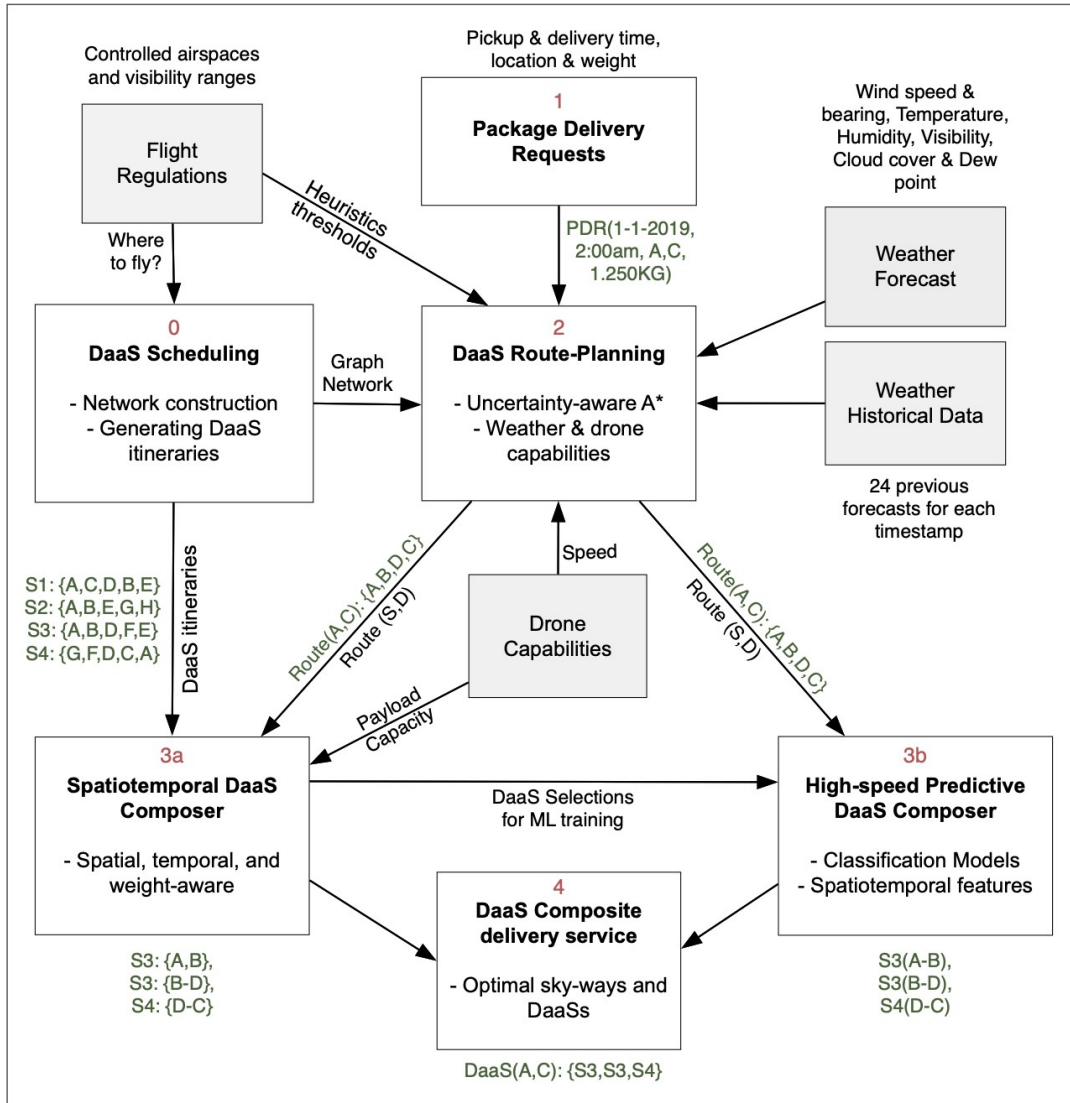 Controlled airspaces
and visibility ranges
Flight
Regulations
Pickup & delivery time,
location & weight
1
Package Delivery
Requests
Wind speed &
bearing, Temperature,
Humidity, Visibility,
Cloud cover & Dew
point
Weather
Forecast
Where
to fly?
Heuristics
thresholds
PDR(1-1-2019,
2:00am, A,C,
1.250KG)
0
DaaS Scheduling
- Network construction
- Generating DaaS
itineraries
Graph
Network
2
DaaS Route-Planning
- Uncertainty-aware A*
- Weather & drone
capabilities
Weather
Historical Data
24 previous
forecasts for each
timestamp
S1: {A,C,D,B,E}
S2: {A,B,E,G,H}
S3: {A,B,D,F,E}
S4: {G,F,D,C,A}
DaaS itineraries
Route(A,C): {A,B,D,C}
Route (S,D)
Speed
Drone
Capabilities
Route(A,C): {A,B,D,C}
Route (S,D)
Payload
Capacity
3a
Spatiotemporal DaaS
Composer
- Spatial, temporal, and
weight-aware
DaaS Selections
for ML training
3b
High-speed Predictive
DaaS Composer
- Classification Models
- Spatiotemporal features
4
DaaS Composite
delivery service
- Optimal sky-ways and
DaaSs
S3: {A,B},
S3: {B-D},
S4: {D-C}
S3(A-B),
S3(B-D),
S4(D-C)
DaaS(A,C): {S3,S3,S4}